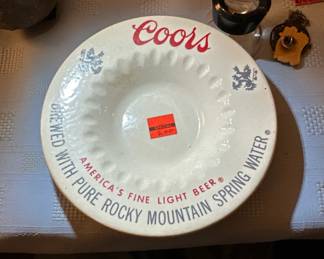 Coors
AMERICA'S FINE LIGHT BEER®
BREWED WITH PURE ROCKY MOUNTAIN SPRING WATER®